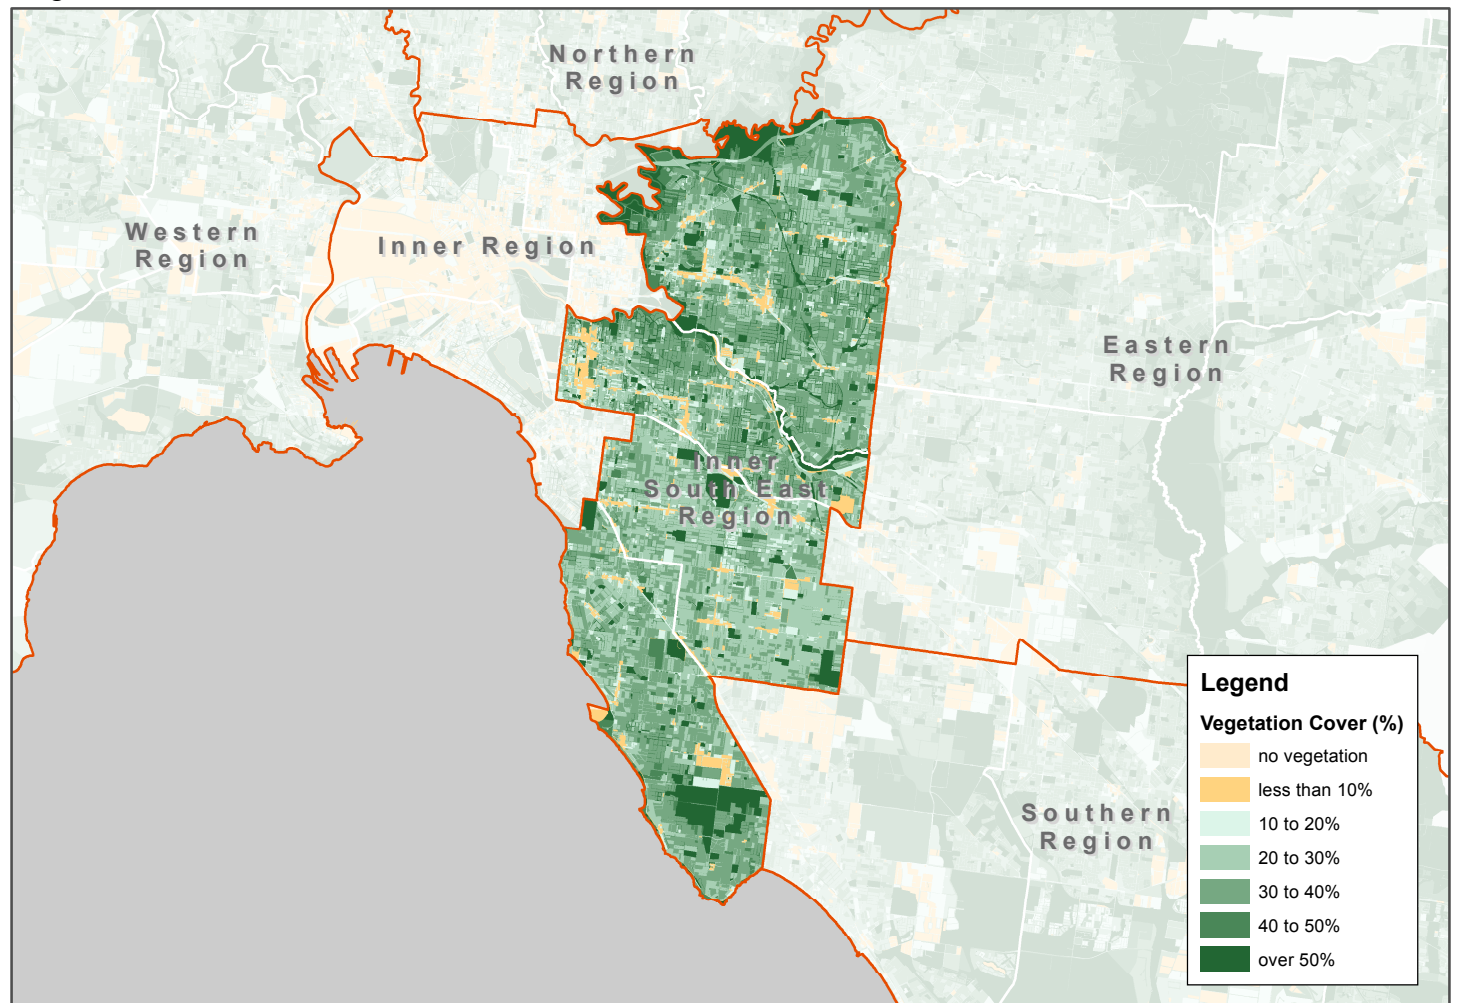 Northern
Region
Western
Region
Inner Region
Eastern
Region
Inner
South East
Region
Southern
Region
Legend
Vegetation Cover (%)
no vegetation
less than 10%
10 to 20%
20 to 30%
30 to 40%
40 to 50%
over 50%